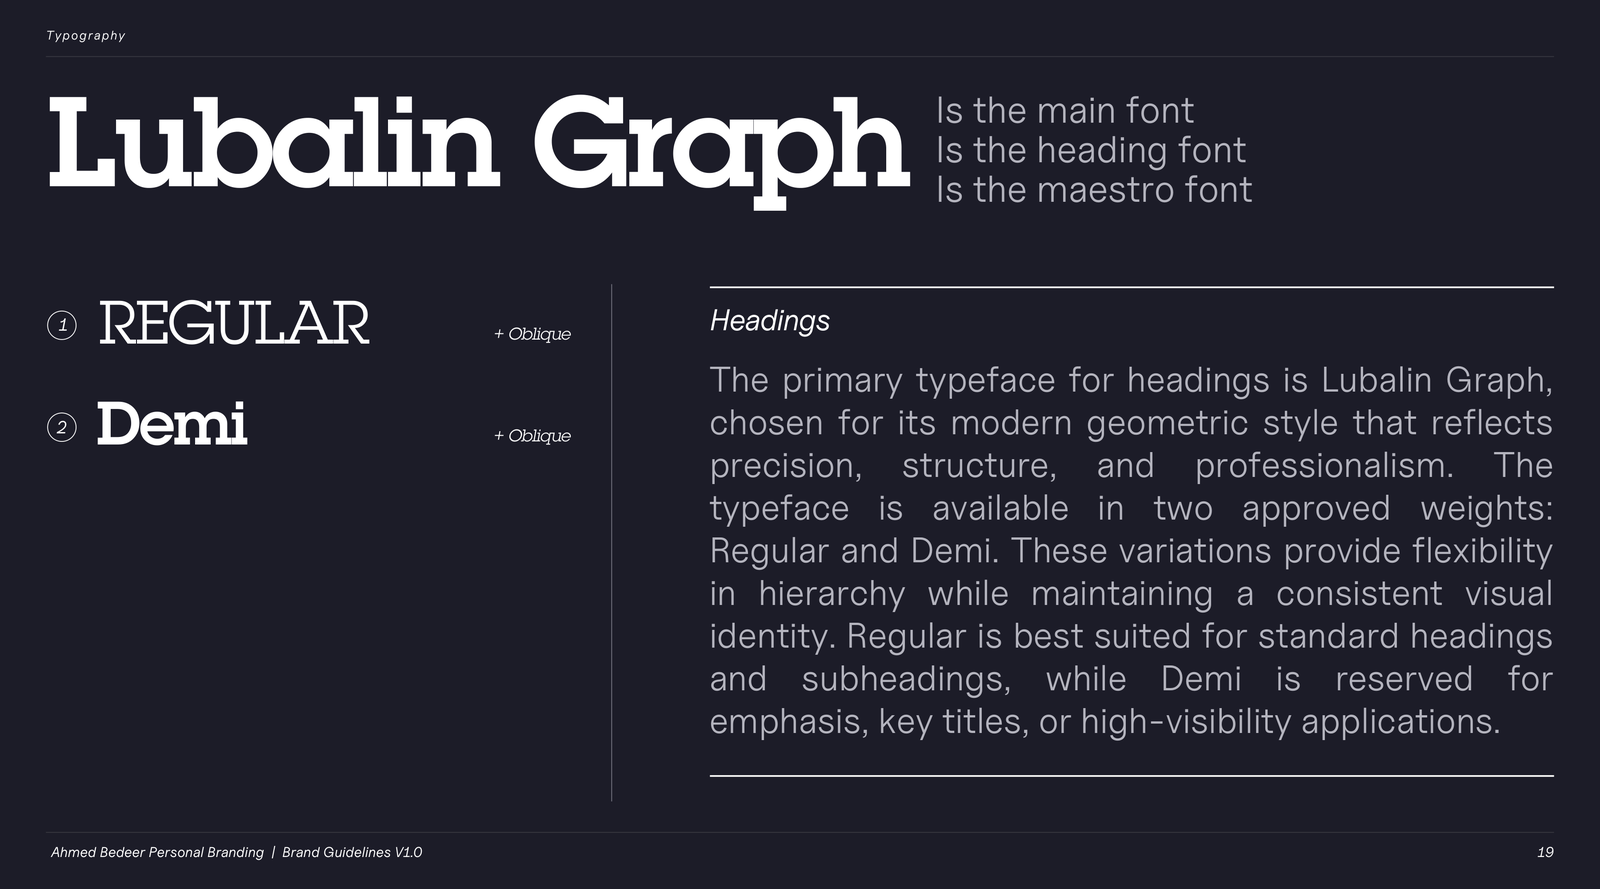 Typography
Lubalin Graph
Is the main font
Is the heading font
Is the maestro font
1 REGULAR + Oblique
2 Demi + Oblique
Headings
The primary typeface for headings is Lubalin Graph,
chosen for its modern geometric style that reflects
precision, structure, and professionalism. The
typeface is available in two approved weights:
Regular and Demi. These variations provide flexibility
in hierarchy while maintaining a consistent visual
identity. Regular is best suited for standard headings
and subheadings, while Demi is reserved for
emphasis, key titles, or high-visibility applications.
Ahmed Bedeer Personal Branding | Brand Guidelines V1.0
19